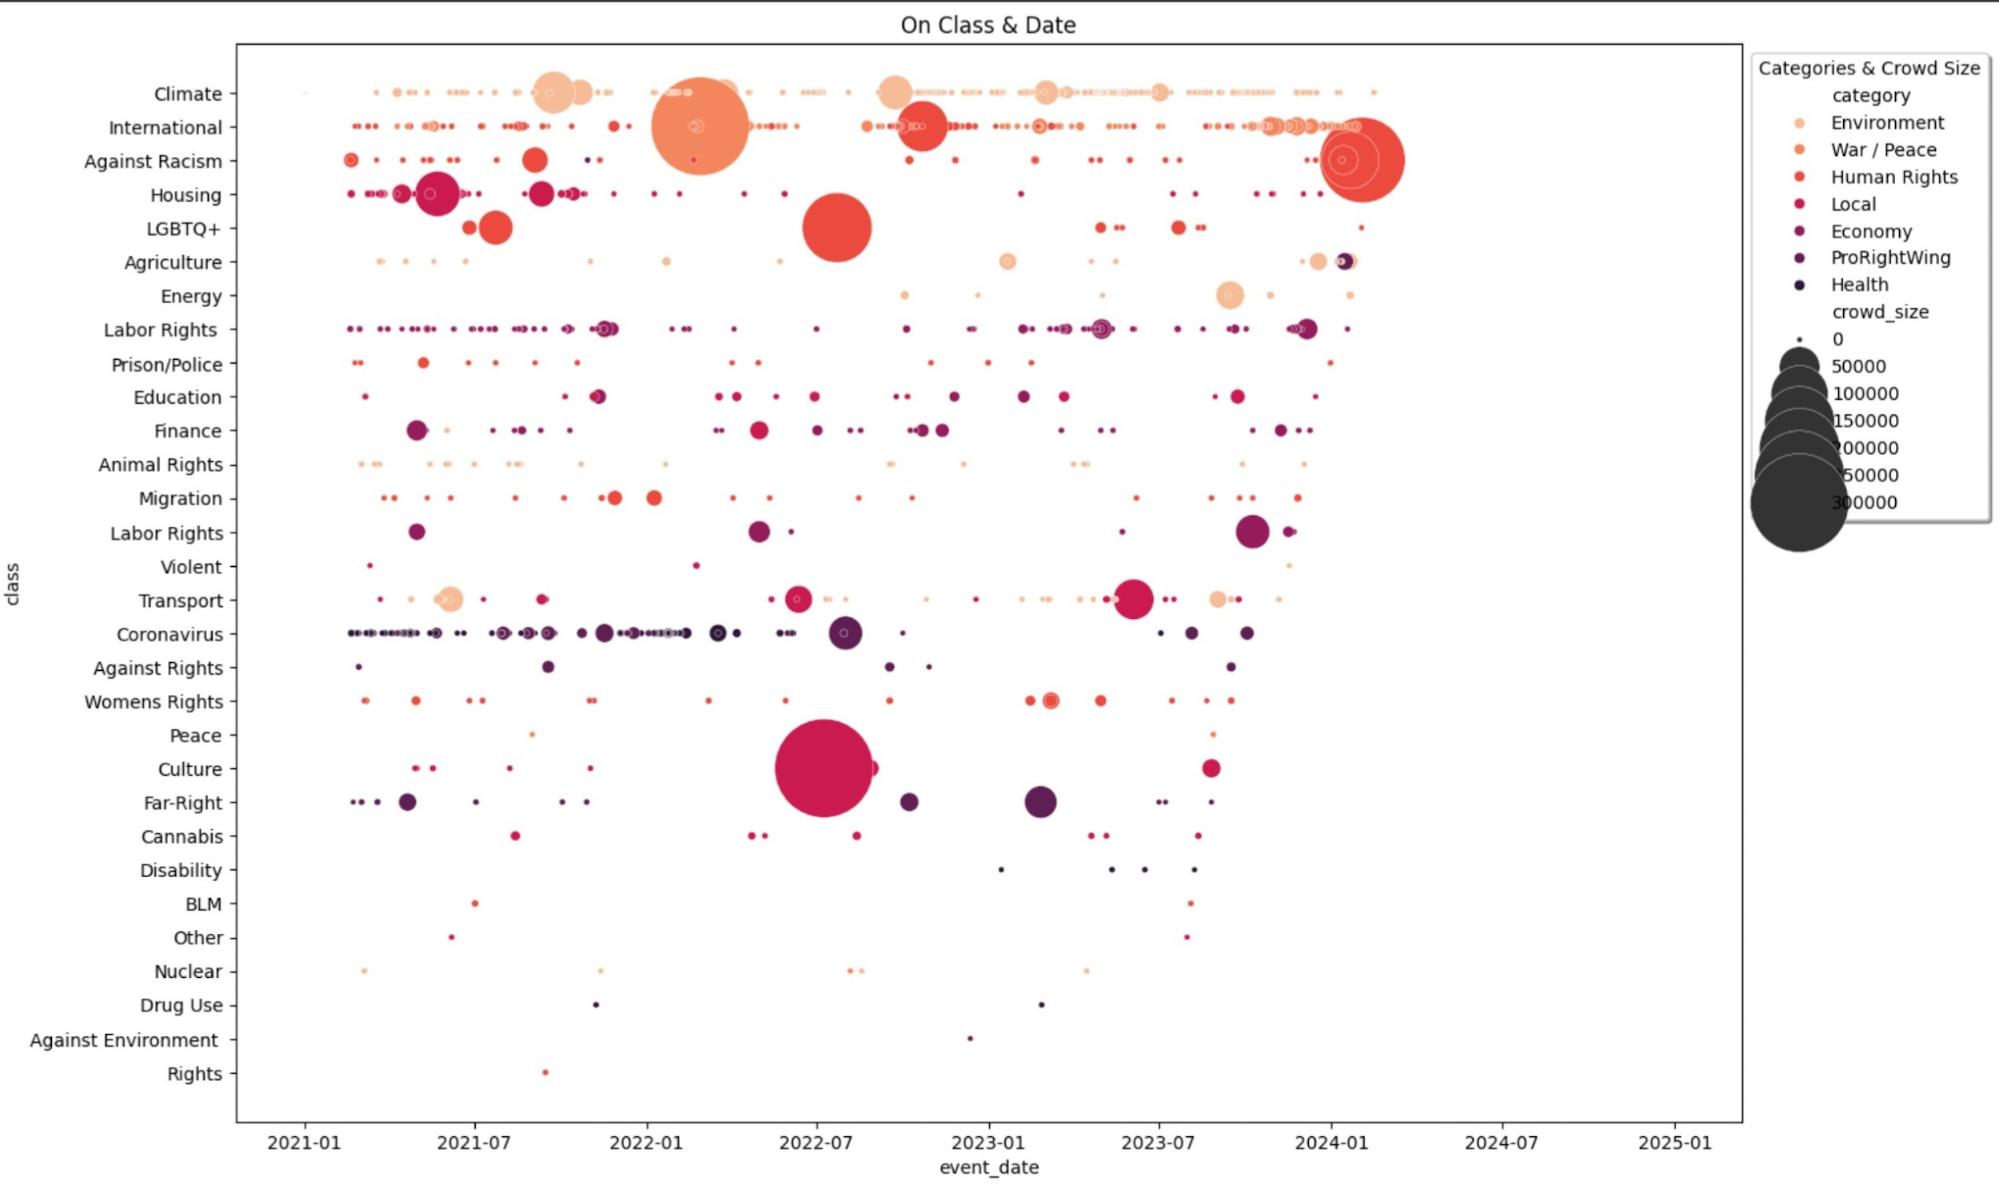 On Class & Date
Climate
International
Against Racism
Housing
LGBTQ+
Agriculture
Energy
Labor Rights
Prison/Police
Education
Finance
Animal Rights
Migration
Labor Rights
Violent
Transport
Coronavirus
Against Rights
Womens Rights
Peace
Culture
Far-Right
Cannabis
Disability
BLM
Other
Nuclear
Drug Use
Against Environment
Rights
class
2021-01 2021-07 2022-01 2022-07 2023-01 2023-07 2024-01 2024-07 2025-01
event_date
Categories & Crowd Size
category
Environment
War / Peace
Human Rights
Local
Economy
ProRightWing
Health
crowd_size
0
50000
100000
150000
200000
250000
300000